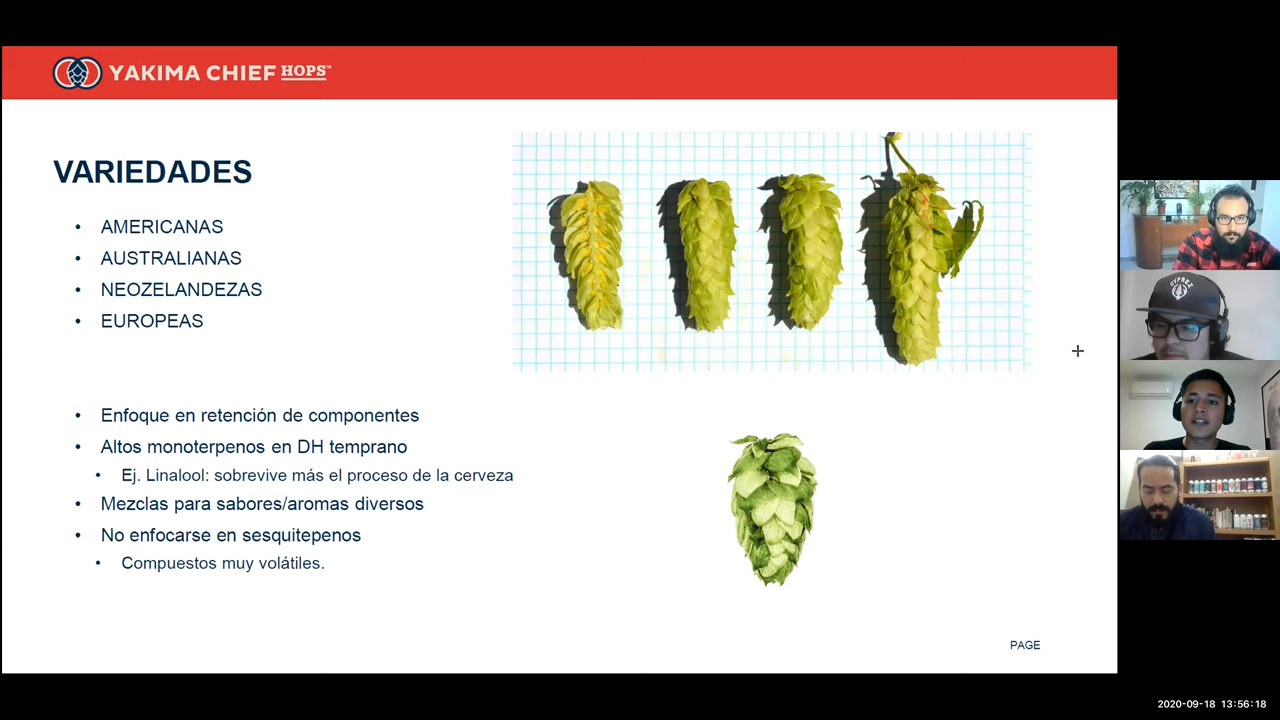 YAKIMA CHIEF HOPS™
VARIEDADES
• AMERICANAS
• AUSTRALIANAS
• NEOZELANDEZAS
• EUROPEAS
• Enfoque en retención de componentes
• Altos monoterpenos en DH temprano
• Ej. Linalool: sobrevive más el proceso de la cerveza
• Mezclas para sabores/aromas diversos
• No enfocarse en sesquitepenos
• Compuestos muy volátiles.
PAGE
2020-09-18 13:56:18